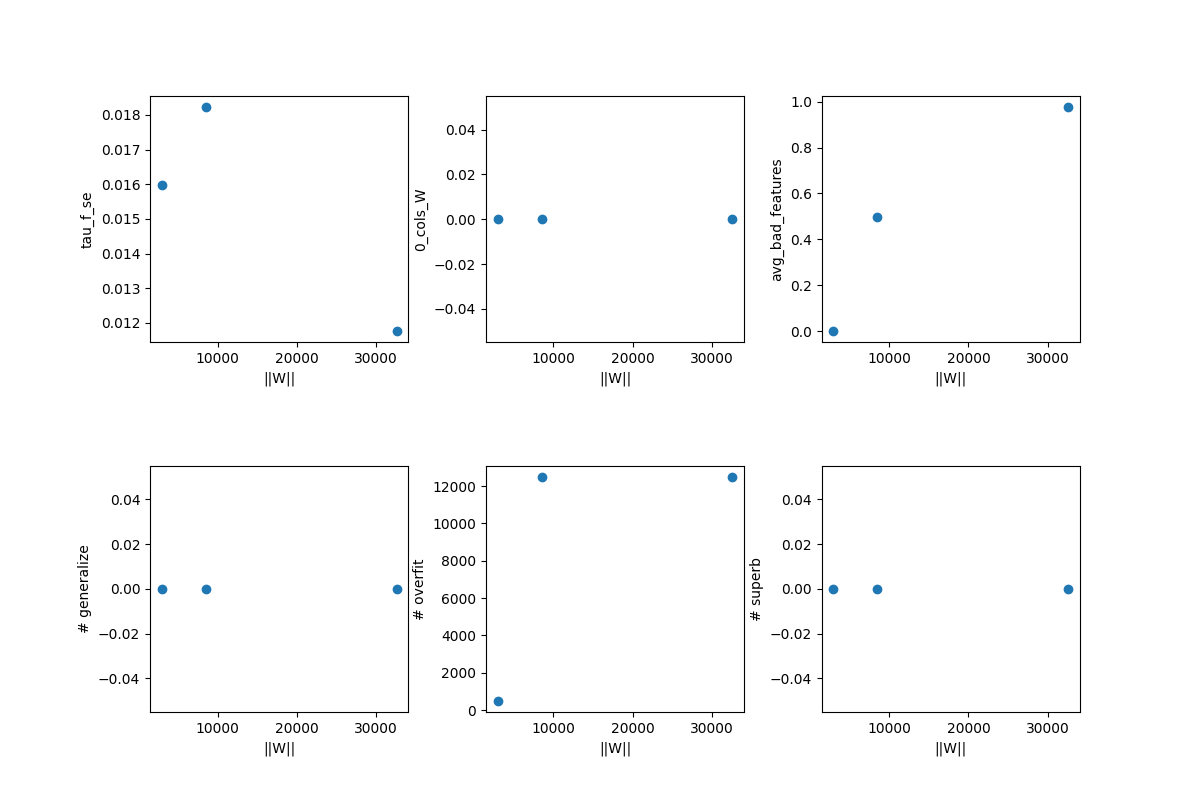 tau_f_se
0.018
0.017
0.016
0.015
0.014
0.013
0.012
10000 20000 30000
||W||
0_cols_W
0.04
0.02
0.00
−0.02
−0.04
10000 20000 30000
||W||
avg_bad_features
1.0
0.8
0.6
0.4
0.2
0.0
10000 20000 30000
||W||
# generalize
0.04
0.02
0.00
−0.02
−0.04
10000 20000 30000
||W||
# overfit
12000
10000
8000
6000
4000
2000
0
10000 20000 30000
||W||
# superb
0.04
0.02
0.00
−0.02
−0.04
10000 20000 30000
||W||